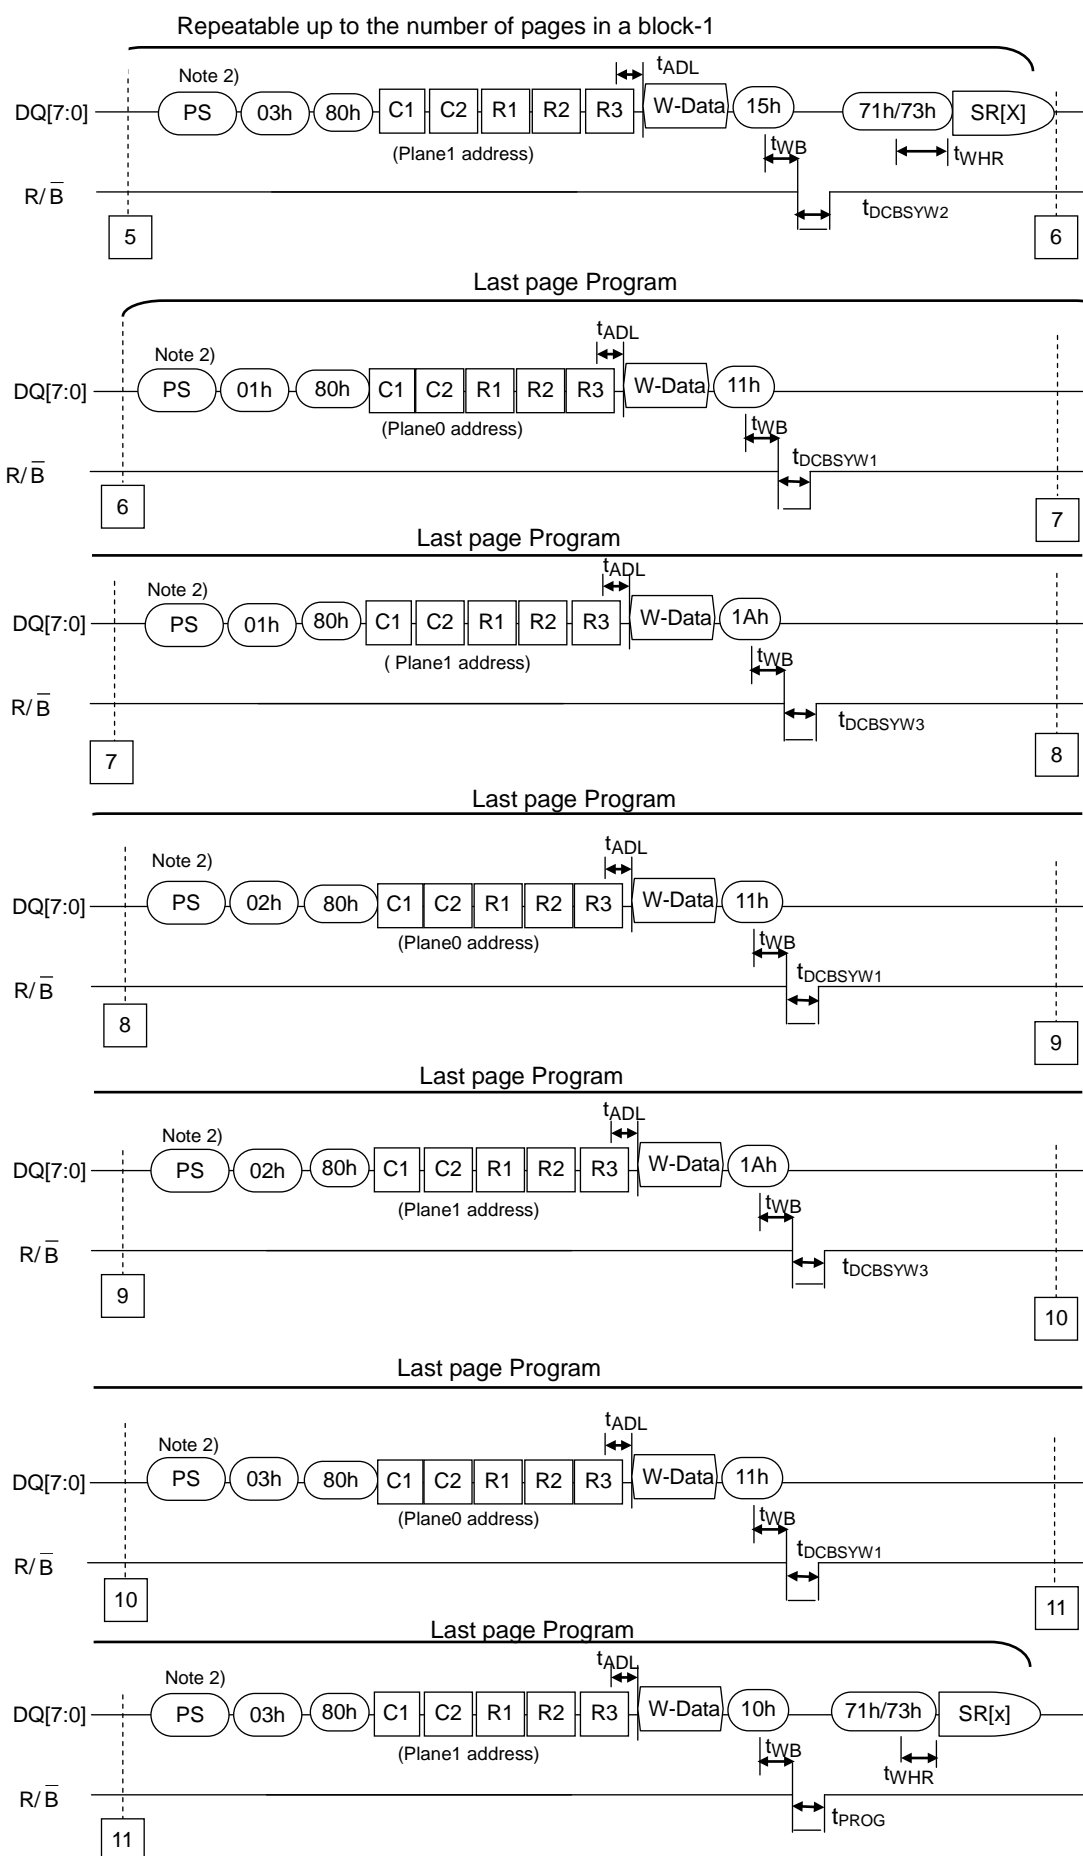 Repeatable up to the number of pages in a block-1
tADL
Note 2)
DQ[7:0] PS 03h 80h C1 C2 R1 R2 R3 W-Data 15h 71h/73h SR[X]
(Plane1 address)
tWB tWHR
R/B̅
tDCBSYW2
5 6
Last page Program
tADL
Note 2)
DQ[7:0] PS 01h 80h C1 C2 R1 R2 R3 W-Data 11h
(Plane0 address)
tWB
tDCBSYW1
R/B̅
6 7
Last page Program
tADL
Note 2)
DQ[7:0] PS 01h 80h C1 C2 R1 R2 R3 W-Data 1Ah
( Plane1 address)
tWB
R/B̅
tDCBSYW3
7 8
Last page Program
tADL
Note 2)
DQ[7:0] PS 02h 80h C1 C2 R1 R2 R3 W-Data 11h
(Plane0 address)
tWB
tDCBSYW1
R/B̅
8 9
Last page Program
tADL
Note 2)
DQ[7:0] PS 02h 80h C1 C2 R1 R2 R3 W-Data 1Ah
(Plane1 address)
tWB
R/B̅
tDCBSYW3
9 10
Last page Program
tADL
Note 2)
DQ[7:0] PS 03h 80h C1 C2 R1 R2 R3 W-Data 11h
(Plane0 address)
tWB
tDCBSYW1
R/B̅
10 11
Last page Program
tADL
Note 2)
DQ[7:0] PS 03h 80h C1 C2 R1 R2 R3 W-Data 10h 71h/73h SR[x]
(Plane1 address)
tWB tWHR
R/B̅
tPROG
11